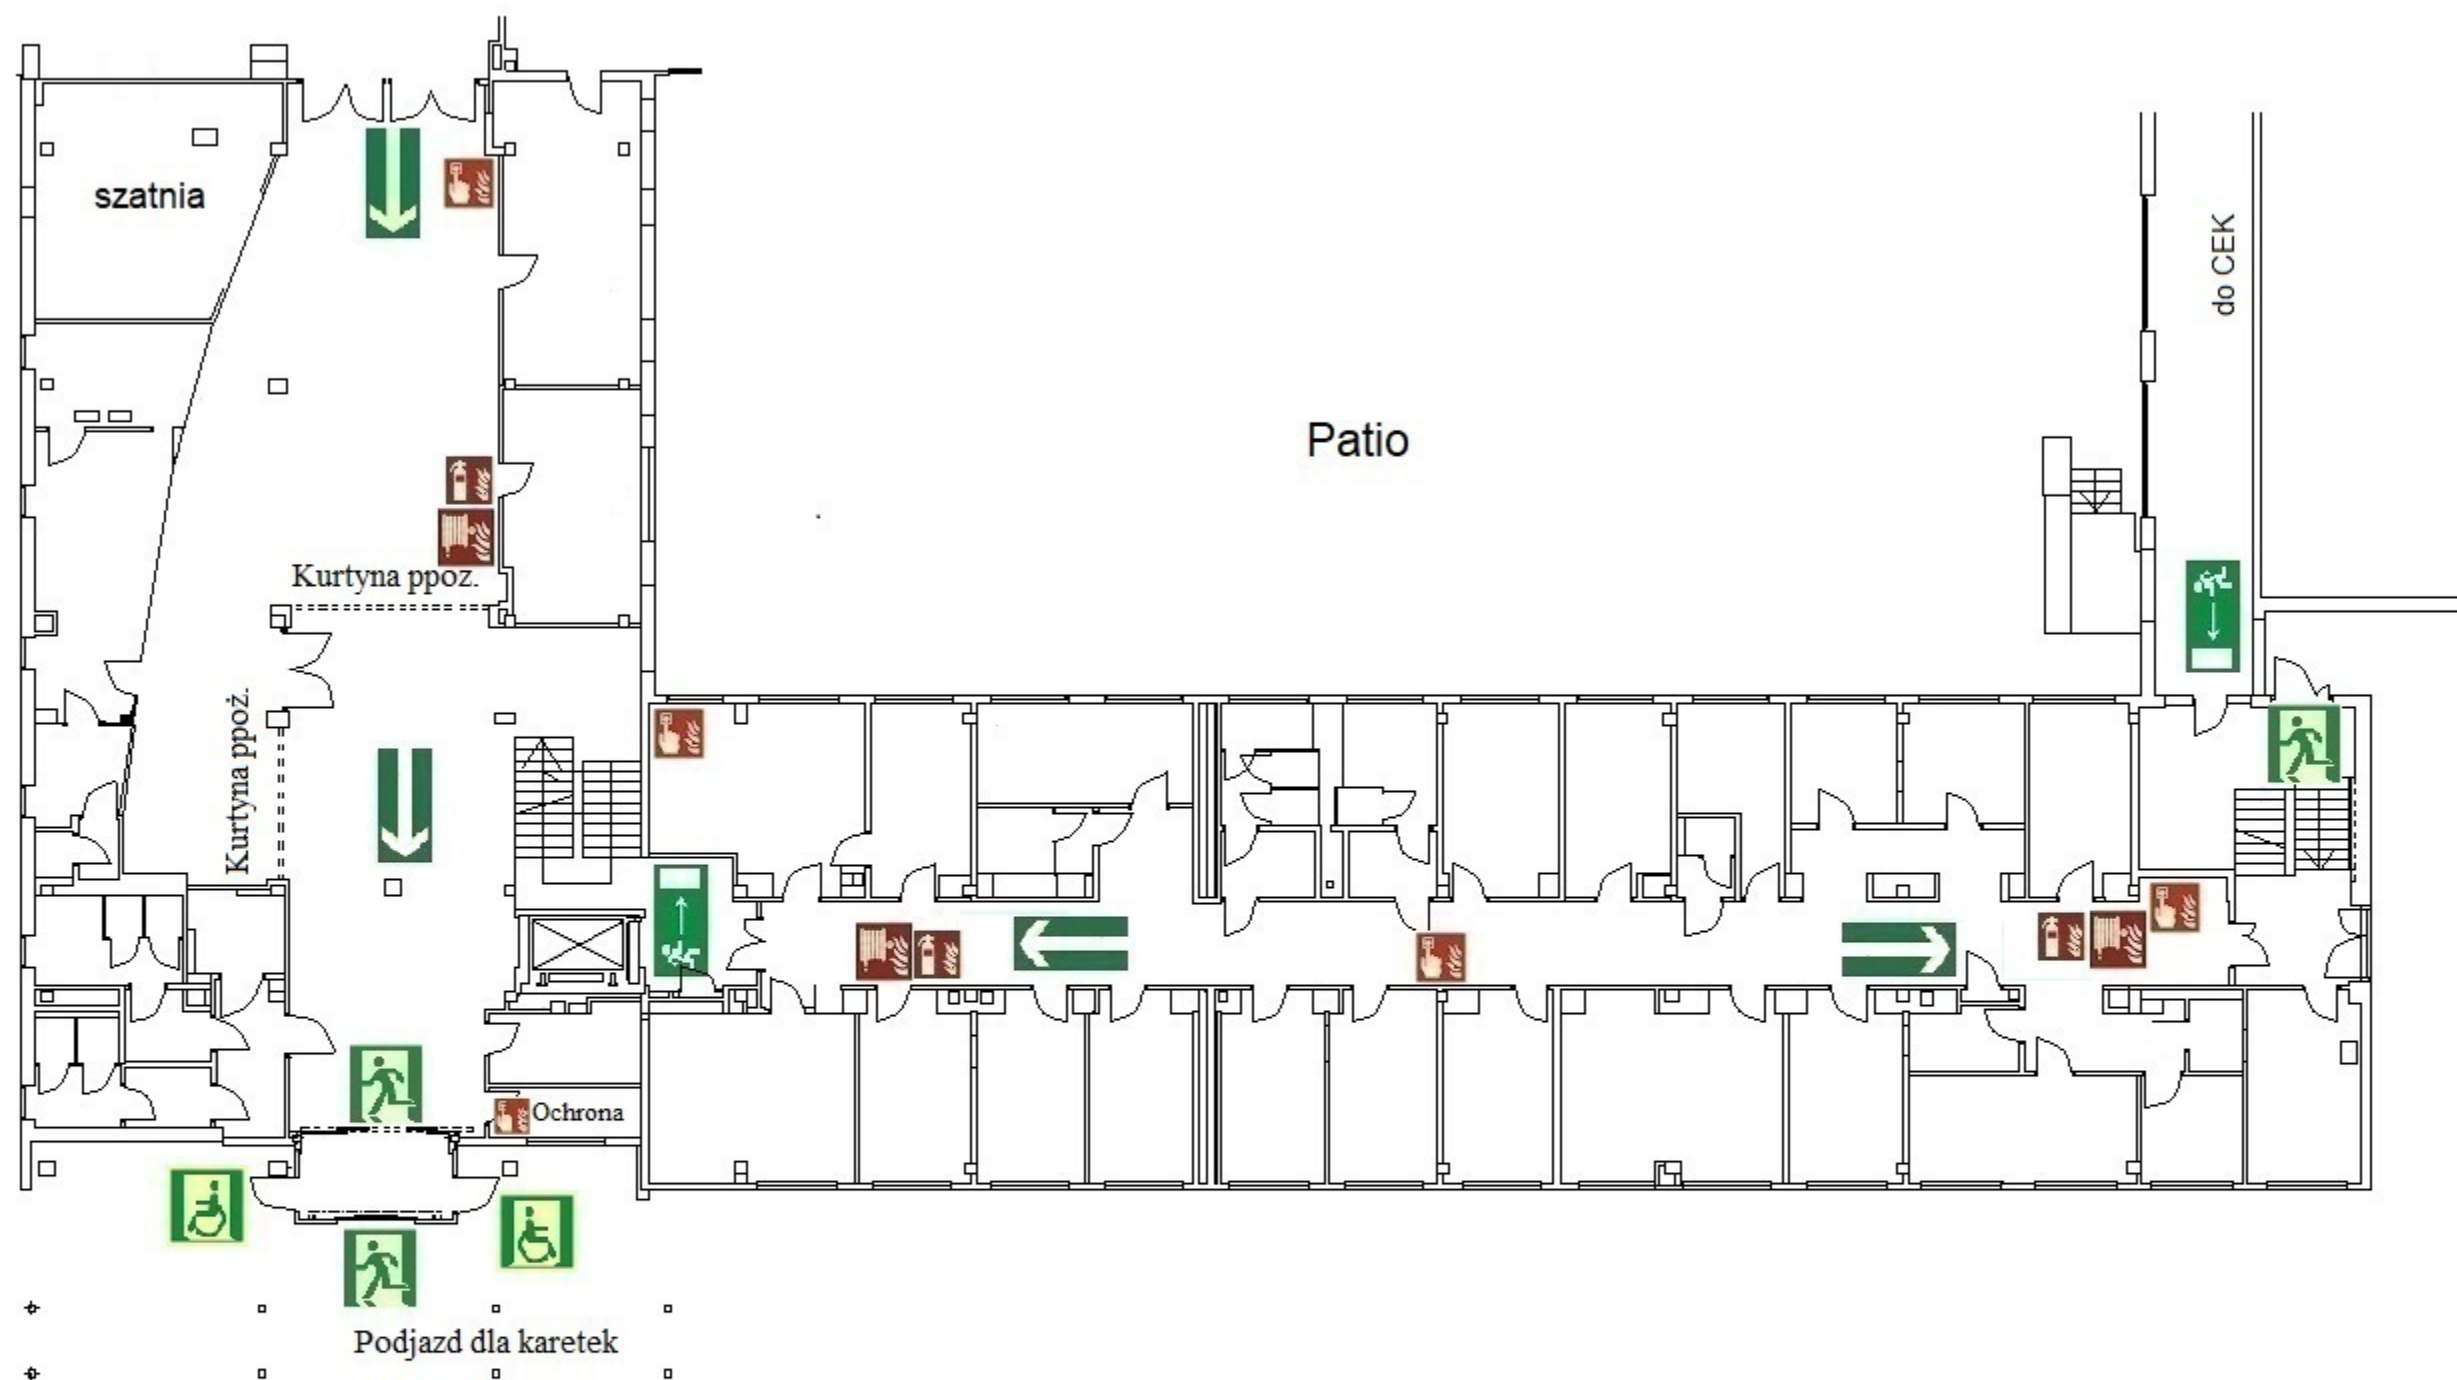 szatnia
do CEK
Patio
Kurtyna ppoż.
Kurtyna ppoż.
Ochrona
Podjazd dla karetek